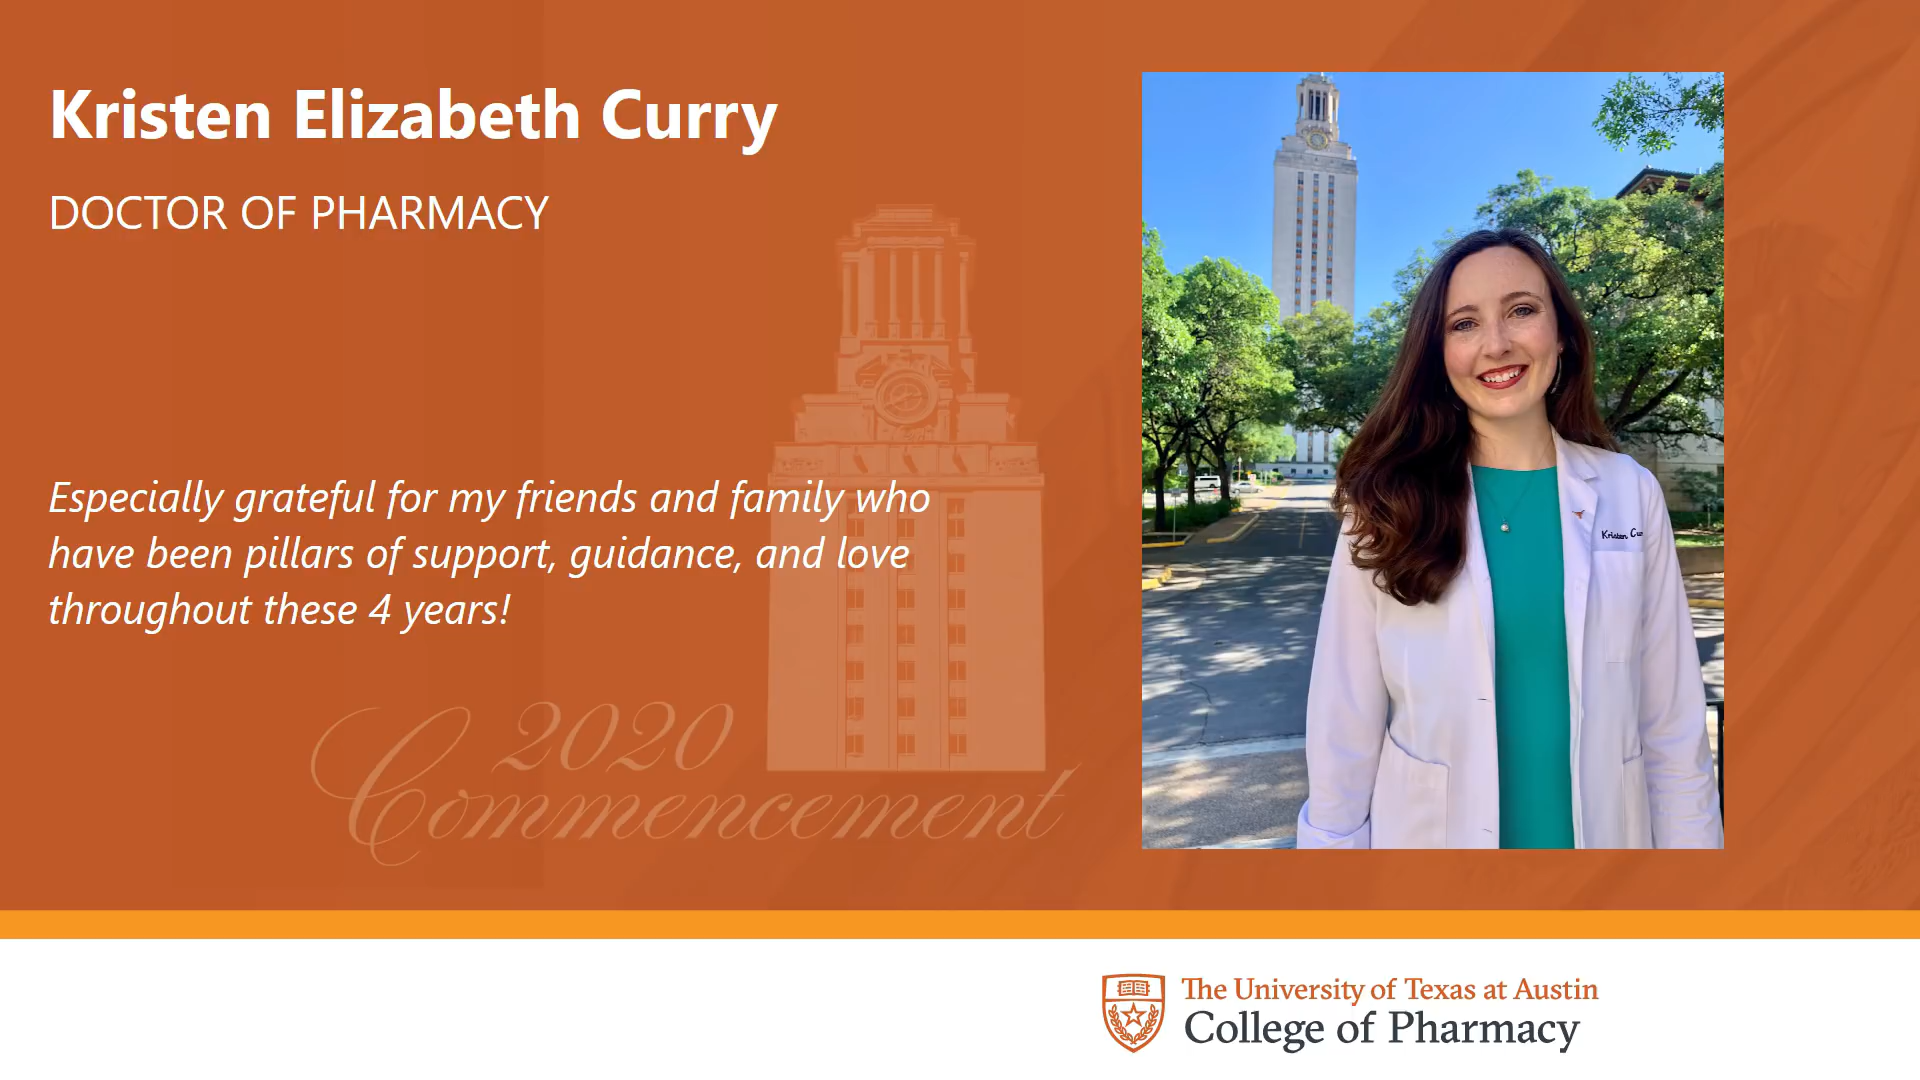 Kristen Elizabeth Curry
DOCTOR OF PHARMACY
Especially grateful for my friends and family who
have been pillars of support, guidance, and love
throughout these 4 years!
2020
Commencement
Kristen
The University of Texas at Austin
College of Pharmacy